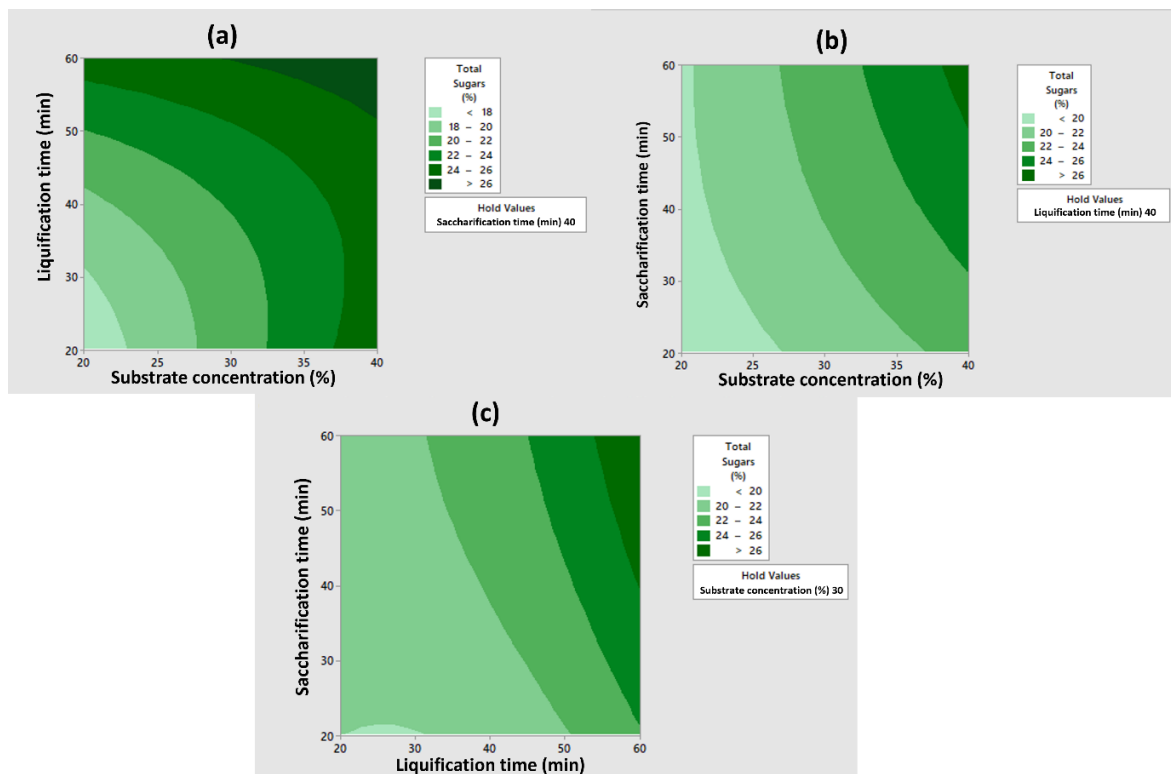 (a)
Liquification time (min)
60
50
40
30
20
20 25 30 35 40
Substrate concentration (%)
Total
Sugars
(%)
< 18
18 – 20
20 – 22
22 – 24
24 – 26
> 26
Hold Values
Saccharification time (min) 40
(b)
Saccharification time (min)
60
50
40
30
20
20 25 30 35 40
Substrate concentration (%)
Total
Sugars
(%)
< 20
20 – 22
22 – 24
24 – 26
> 26
Hold Values
Liquification time (min) 40
(c)
Saccharification time (min)
60
50
40
30
20
20 30 40 50 60
Liquification time (min)
Total
Sugars
(%)
< 20
20 – 22
22 – 24
24 – 26
> 26
Hold Values
Substrate concentration (%) 30